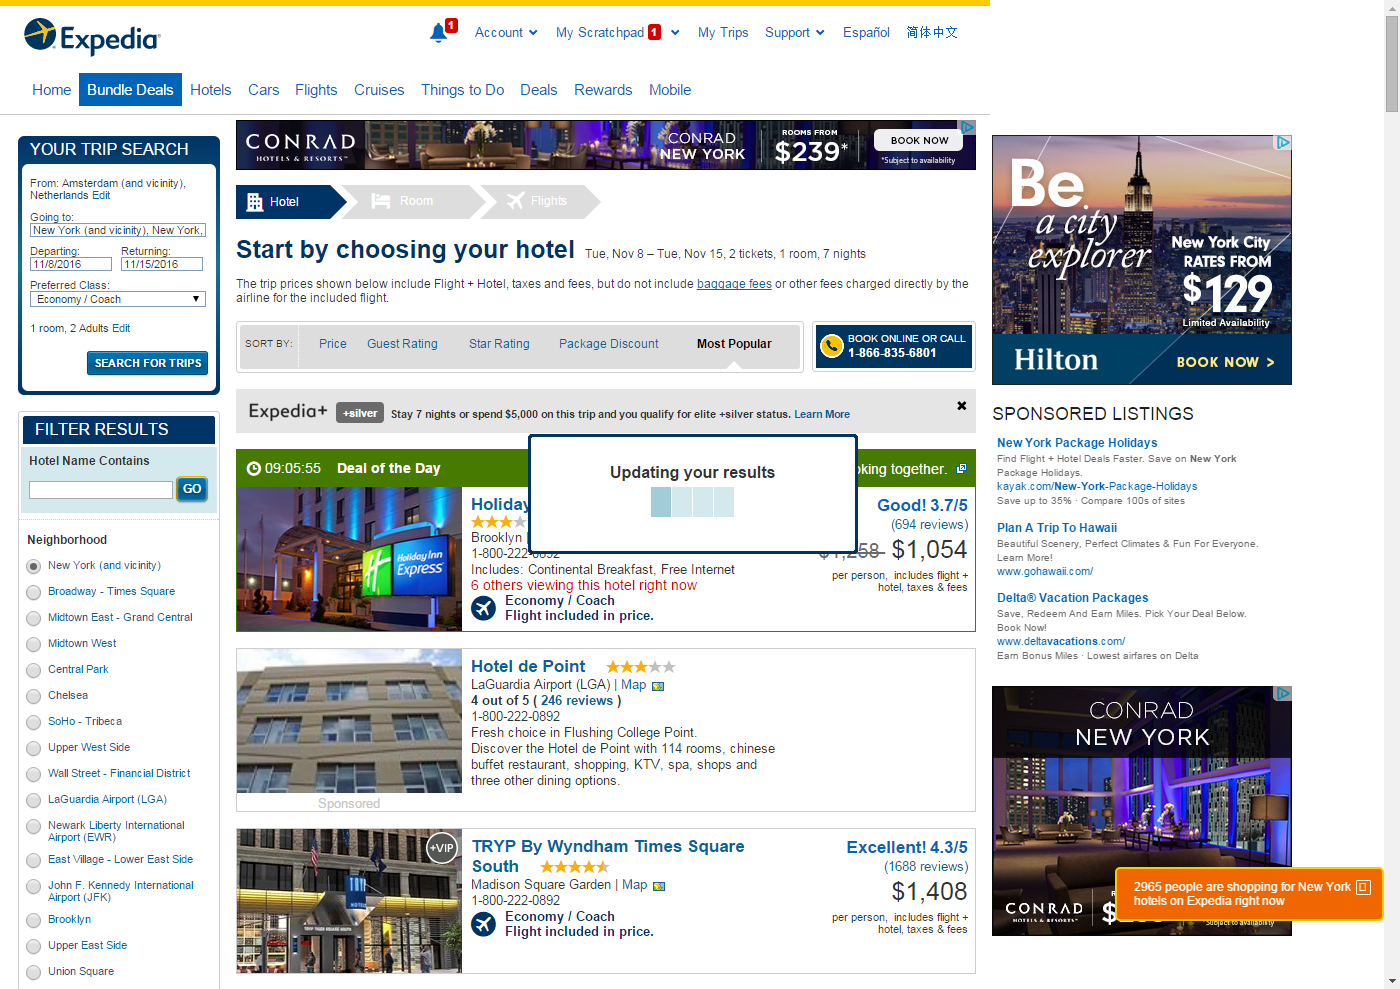 Expedia
1
Account
My Scratchpad 1
My Trips
Support
Español
简体中文
Home
Bundle Deals
Hotels
Cars
Flights
Cruises
Things to Do
Deals
Rewards
Mobile
YOUR TRIP SEARCH
From: Amsterdam (and vicinity),
Netherlands Edit
Going to:
New York (and vicinity), New York,
Departing:
Returning:
11/8/2016
11/15/2016
Preferred Class:
Economy / Coach
1 room, 2 Adults Edit
SEARCH FOR TRIPS
FILTER RESULTS
Hotel Name Contains
GO
Neighborhood
New York (and vicinity)
Broadway - Times Square
Midtown East - Grand Central
Midtown West
Central Park
Chelsea
SoHo - Tribeca
Upper West Side
Wall Street - Financial District
LaGuardia Airport (LGA)
Newark Liberty International
Airport (EWR)
East Village - Lower East Side
John F. Kennedy International
Airport (JFK)
Brooklyn
Upper East Side
Union Square
CONRAD
HOTELS & RESORTS™
CONRAD
NEW YORK
ROOMS FROM
$239*
BOOK NOW
*Subject to availability
Hotel
Room
Flights
Start by choosing your hotel
Tue, Nov 8 – Tue, Nov 15, 2 tickets, 1 room, 7 nights
The trip prices shown below include Flight + Hotel, taxes and fees, but do not include baggage fees or other fees charged directly by the
airline for the included flight.
SORT BY:
Price
Guest Rating
Star Rating
Package Discount
Most Popular
BOOK ONLINE OR CALL
1-866-835-6801
Expedia+
+silver
Stay 7 nights or spend $5,000 on this trip and you qualify for elite +silver status. Learn More
09:05:55
Deal of the Day
oking together.
Updating your results
Holiday Inn Express
Holiday
Brooklyn
1-800-222-0892
Includes: Continental Breakfast, Free Internet
6 others viewing this hotel right now
Economy / Coach
Flight included in price.
Good! 3.7/5
(694 reviews)
$1,258
$1,054
per person, includes flight +
hotel, taxes & fees
Hotel de Point
LaGuardia Airport (LGA) | Map
4 out of 5 ( 246 reviews )
1-800-222-0892
Fresh choice in Flushing College Point.
Discover the Hotel de Point with 114 rooms, chinese
buffet restaurant, shopping, KTV, spa, shops and
three other dining options.
Sponsored
+VIP
TRYP By Wyndham Times Square
South
Madison Square Garden | Map
1-800-222-0892
Economy / Coach
Flight included in price.
Excellent! 4.3/5
(1688 reviews)
$1,408
per person, includes flight +
hotel, taxes & fees
Be.
a city
explorer
New York City
RATES FROM
$129
Limited Availability
Hilton
BOOK NOW >
SPONSORED LISTINGS
New York Package Holidays
Find Flight + Hotel Deals Faster. Save on New York
Package Holidays.
kayak.com/New-York-Package-Holidays
Save up to 35% · Compare 100s of sites
Plan A Trip To Hawaii
Beautiful Scenery, Perfect Climates & Fun For Everyone.
Learn More!
www.gohawaii.com/
Delta® Vacation Packages
Save, Redeem And Earn Miles. Pick Your Deal Below.
Book Now!
www.deltavacations.com/
Earn Bonus Miles · Lowest airfares on Delta
CONRAD
NEW YORK
CONRAD
HOTELS & RESORTS
2965 people are shopping for New York
hotels on Expedia right now